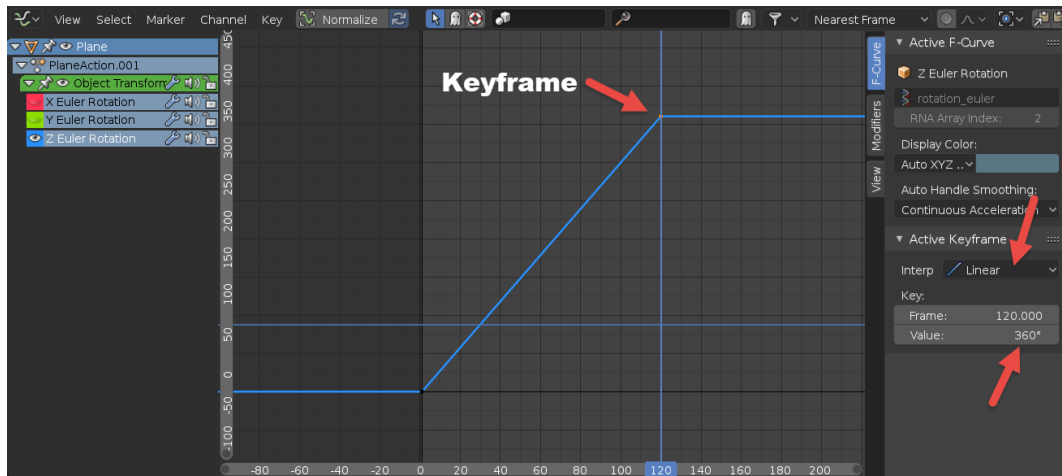 View Select Marker Channel Key Normalize Nearest Frame
Plane
PlaneAction.001
Object Transform
X Euler Rotation
Y Euler Rotation
Z Euler Rotation
Keyframe
450
400
350
300
250
200
150
100
50
0
-50
-100
-80 -60 -40 -20 0 20 40 60 80 100 120 140 160 180 200
F-Curve
Modifiers
View
Active F-Curve
Z Euler Rotation
rotation_euler
RNA Array Index: 2
Display Color:
Auto XYZ ..
Auto Handle Smoothing:
Continuous Acceleration
Active Keyframe
Interp Linear
Key:
Frame: 120.000
Value: 360°